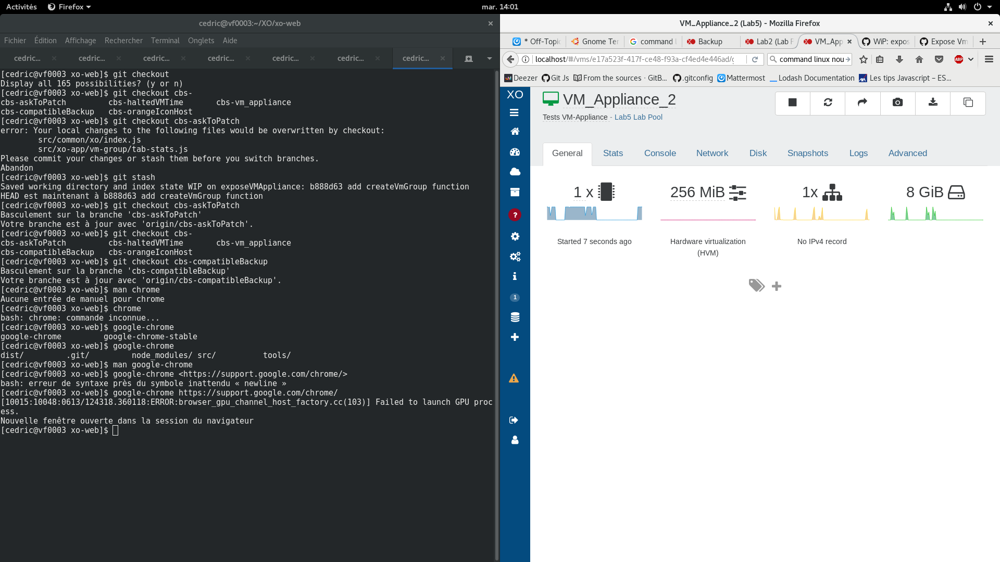 Activités Firefox
mar. 14:01
cedric@vf0003:~/XO/xo-web
Fichier Édition Affichage Rechercher Terminal Onglets Aide
cedric... cedric... cedric... cedric... cedric... cedric... cedric...
[cedric@vf0003 xo-web]$ git checkout
Display all 165 possibilities? (y or n)
[cedric@vf0003 xo-web]$ git checkout cbs-
cbs-askToPatch cbs-haltedVMTime cbs-vm_appliance
cbs-compatibleBackup cbs-orangeIconHost
[cedric@vf0003 xo-web]$ git checkout cbs-askToPatch
error: Your local changes to the following files would be overwritten by checkout:
src/common/xo/index.js
src/xo-app/vm-group/tab-stats.js
Please commit your changes or stash them before you switch branches.
Abandon
[cedric@vf0003 xo-web]$ git stash
Saved working directory and index state WIP on exposeVMAppliance: b888d63 add createVmGroup function
HEAD est maintenant à b888d63 add createVmGroup function
[cedric@vf0003 xo-web]$ git checkout cbs-askToPatch
Basculement sur la branche 'cbs-askToPatch'
Votre branche est à jour avec 'origin/cbs-askToPatch'.
[cedric@vf0003 xo-web]$ git checkout cbs-
cbs-askToPatch cbs-haltedVMTime cbs-vm_appliance
cbs-compatibleBackup cbs-orangeIconHost
[cedric@vf0003 xo-web]$ git checkout cbs-compatibleBackup
Basculement sur la branche 'cbs-compatibleBackup'
Votre branche est à jour avec 'origin/cbs-compatibleBackup'.
[cedric@vf0003 xo-web]$ man chrome
Aucune entrée de manuel pour chrome
[cedric@vf0003 xo-web]$ chrome
bash: chrome: commande inconnue...
[cedric@vf0003 xo-web]$ google-chrome
google-chrome google-chrome-stable
[cedric@vf0003 xo-web]$ google-chrome
dist/ .git/ node_modules/ src/ tools/
[cedric@vf0003 xo-web]$ man google-chrome
[cedric@vf0003 xo-web]$ google-chrome <https://support.google.com/chrome/>
bash: erreur de syntaxe près du symbole inattendu « newline »
[cedric@vf0003 xo-web]$ google-chrome https://support.google.com/chrome/
[10015:10048:0613/124318.360118:ERROR:browser_gpu_channel_host_factory.cc(103)] Failed to launch GPU proc
ess.
Nouvelle fenêtre ouverte dans la session du navigateur
[cedric@vf0003 xo-web]$
VM_Appliance_2 (Lab5) - Mozilla Firefox
* Off-Topic Gnome Ter command l Backup Lab2 (Lab P VM_App WiP: expos Expose Vm
localhost/#/vms/e17a523f-417f-ce48-f93a-cf4ed4e446ad/g
command linux nou
ABP
Deezer Git Js From the sources · GitB... .gitconfig Mattermost Lodash Documentation Les tips Javascript – ES...
XO
VM_Appliance_2
Tests VM-Appliance - Lab5 Lab Pool
General Stats Console Network Disk Snapshots Logs Advanced
1 x 256 MiB 1x 8 GiB
Started 7 seconds ago
Hardware virtualization
(HVM)
No IPv4 record
1